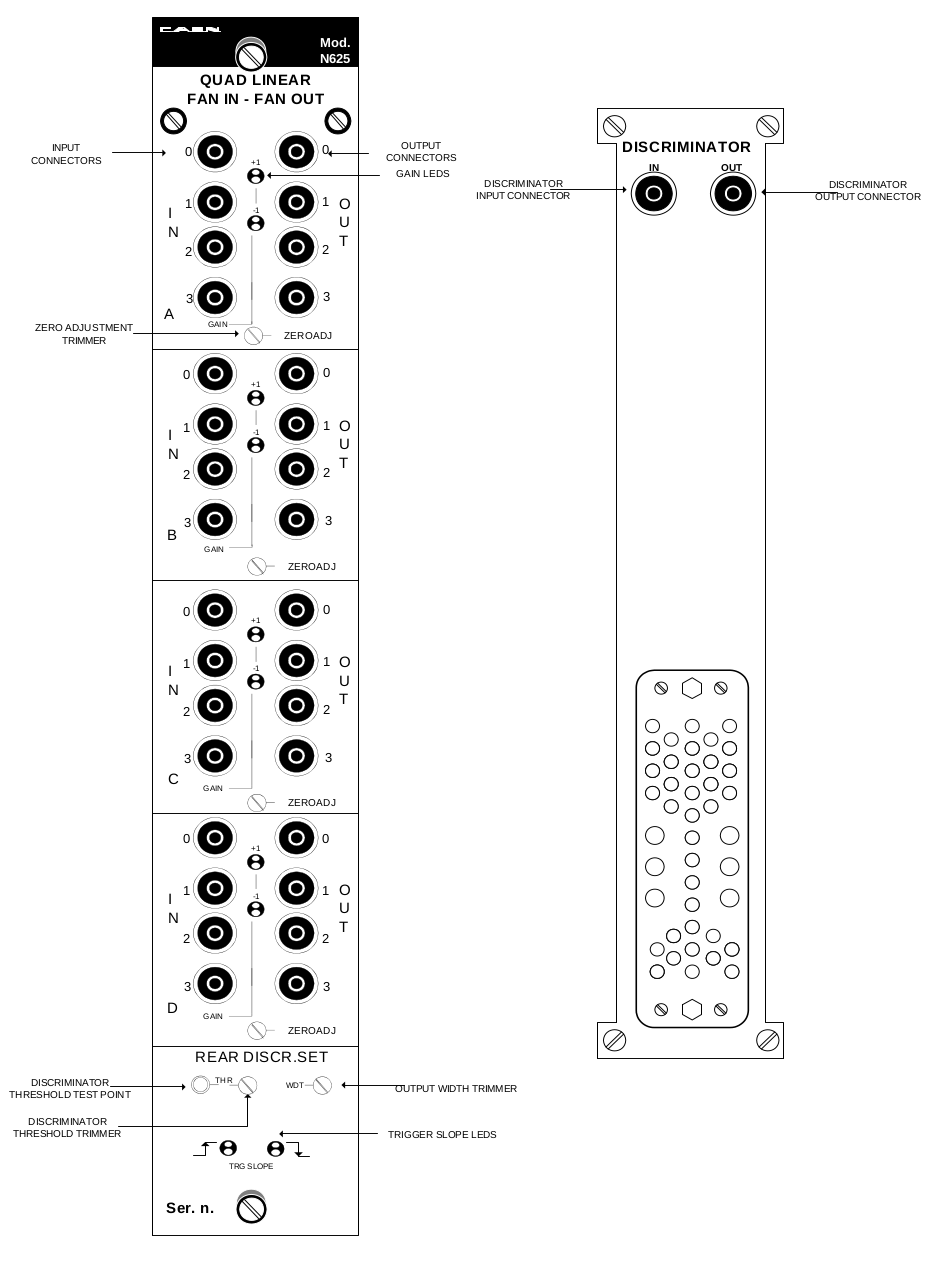 CAEN
Mod.
N625
QUAD LINEAR
FAN IN - FAN OUT
INPUT
CONNECTORS
OUTPUT
CONNECTORS
GAIN LEDS
0
0
+1
1
1
-1
I
N
O
U
T
2
2
3
3
A
GAIN
ZEROADJ
ZERO ADJUSTMENT
TRIMMER
0
0
+1
1
1
-1
I
N
O
U
T
2
2
3
3
B
GAIN
ZEROADJ
0
0
+1
1
1
-1
I
N
O
U
T
2
2
3
3
C
GAIN
ZEROADJ
0
0
+1
1
1
-1
I
N
O
U
T
2
2
3
3
D
GAIN
ZEROADJ
REAR DISCR.SET
THR
WDT
DISCRIMINATOR
THRESHOLD TEST POINT
OUTPUT WIDTH TRIMMER
DISCRIMINATOR
THRESHOLD TRIMMER
TRIGGER SLOPE LEDS
TRG SLOPE
Ser. n.
DISCRIMINATOR
IN
OUT
DISCRIMINATOR
INPUT CONNECTOR
DISCRIMINATOR
OUTPUT CONNECTOR